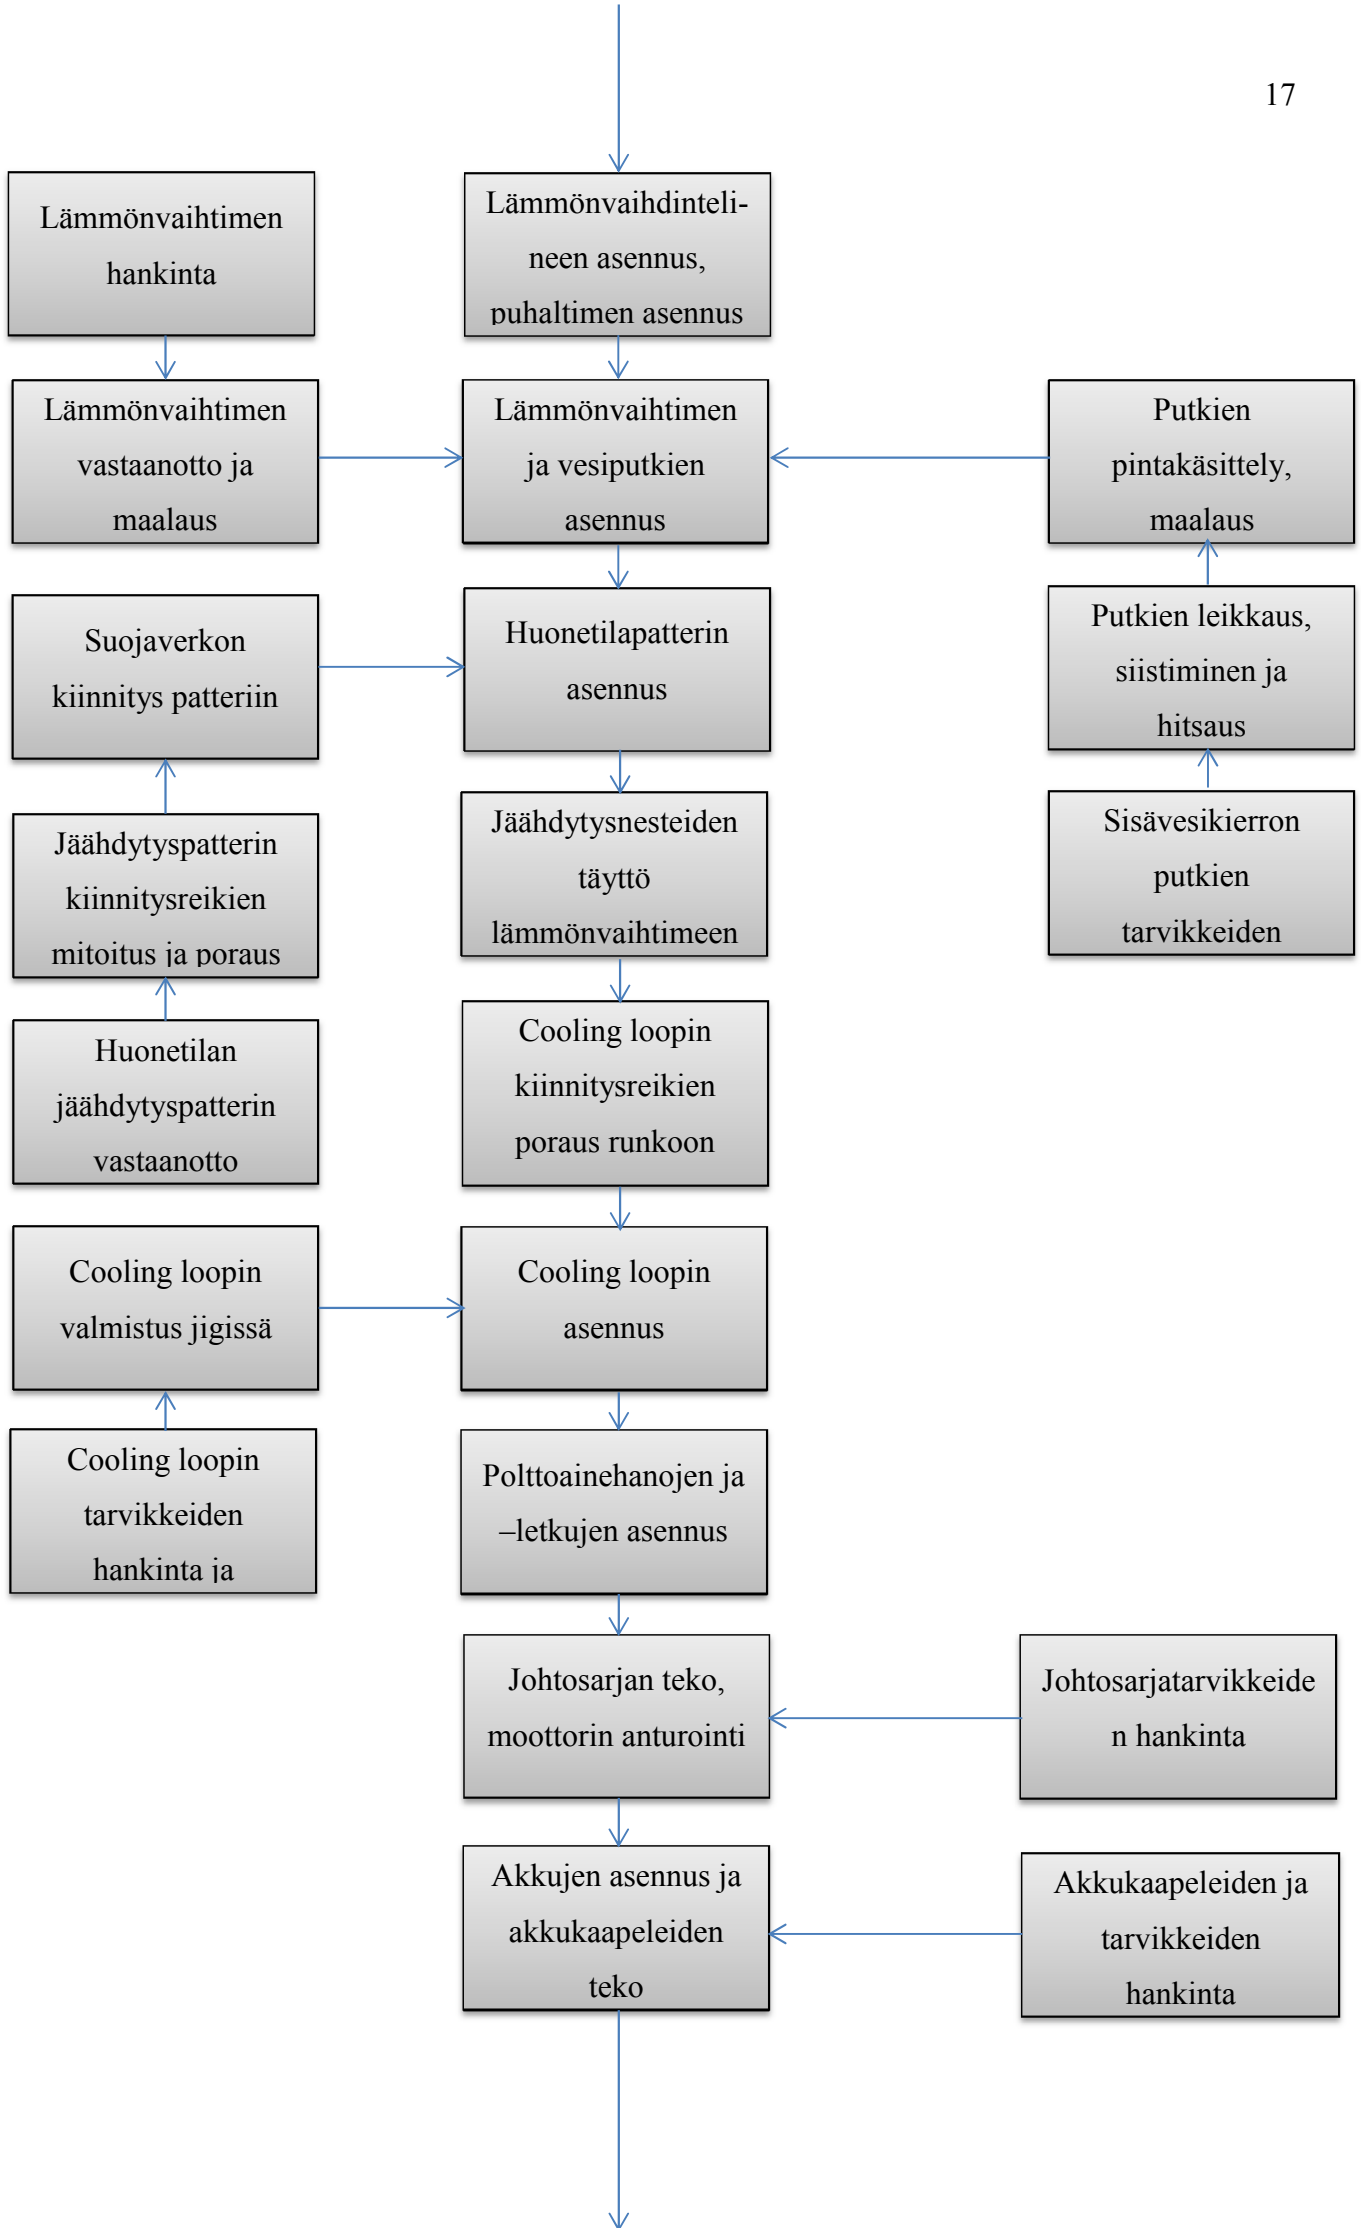 17
Lämmönvaihtimen
hankinta
Lämmönvaihdinteli-
neen asennus,
puhaltimen asennus
Lämmönvaihtimen
vastaanotto ja
maalaus
Lämmönvaihtimen
ja vesiputkien
asennus
Putkien
pintakäsittely,
maalaus
Suojaverkon
kiinnitys patteriin
Huonetilapatterin
asennus
Putkien leikkaus,
siistiminen ja
hitsaus
Jäähdytyspatterin
kiinnitysreikien
mitoitus ja poraus
Jäähdytysnesteiden
täyttö
lämmönvaihtimeen
Sisävesikierron
putkien
tarvikkeiden
Huonetilan
jäähdytyspatterin
vastaanotto
Cooling loopin
kiinnitysreikien
poraus runkoon
Cooling loopin
valmistus jigissä
Cooling loopin
asennus
Cooling loopin
tarvikkeiden
hankinta ja
Polttoainehanojen ja
–letkujen asennus
Johtosarjan teko,
moottorin anturointi
Johtosarjatarvikkeide
n hankinta
Akkujen asennus ja
akkukaapeleiden
teko
Akkukaapeleiden ja
tarvikkeiden
hankinta